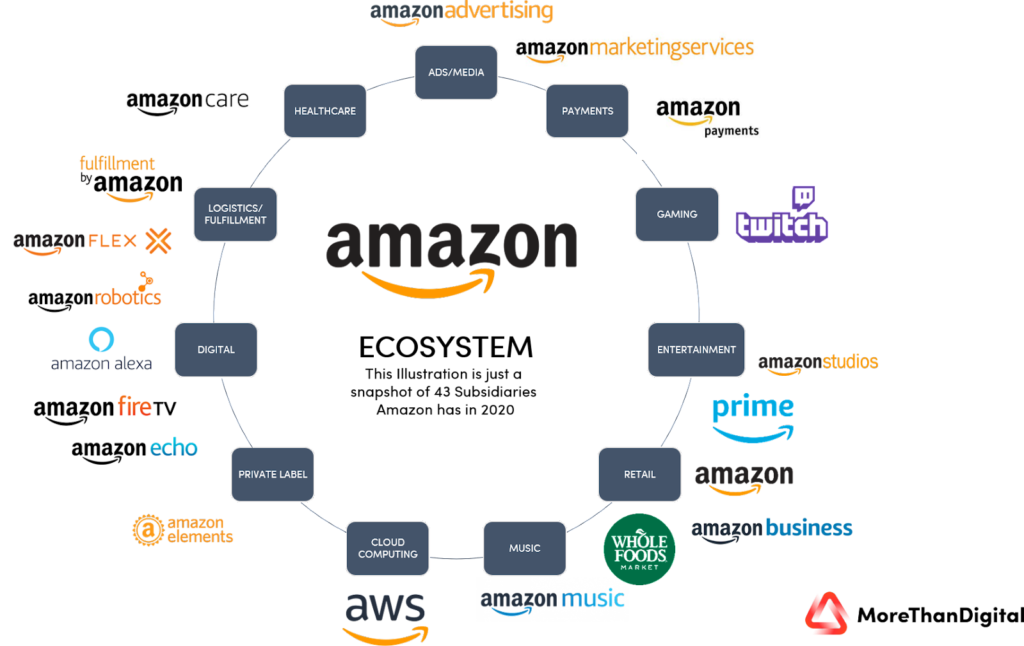 amazonadvertising
amazonmarketingservices
ADS/MEDIA
HEALTHCARE
PAYMENTS
amazoncare
amazon
payments
fulfillment
by amazon
LOGISTICS/
FULFILLMENT
GAMING
twitch
amazon
amazon FLEX
amazonrobotics
amazon alexa
DIGITAL
ECOSYSTEM
This Illustration is just a
snapshot of 43 Subsidiaries
Amazon has in 2020
ENTERTAINMENT
amazonstudios
amazon fireTV
prime
amazon echo
PRIVATE LABEL
RETAIL
amazon
a
amazon
elements
CLOUD
COMPUTING
MUSIC
WHOLE
FOODS
MARKET
amazon business
aws
amazon music
MoreThanDigital